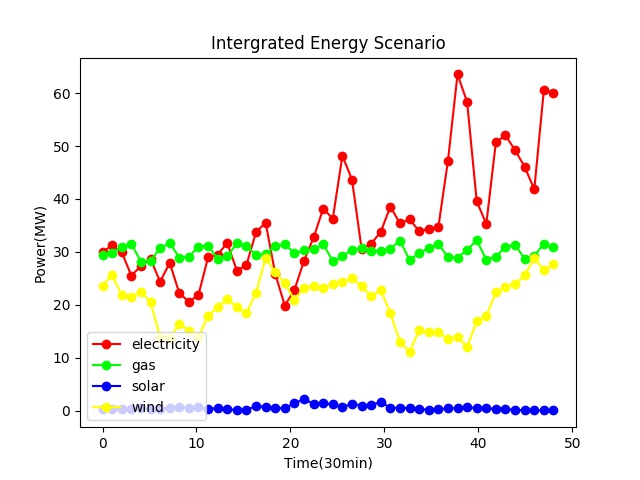 Intergrated Energy Scenario
Power(MW)
60
50
40
30
20
10
0
electricity
gas
solar
wind
0 10 20 30 40 50
Time(30min)